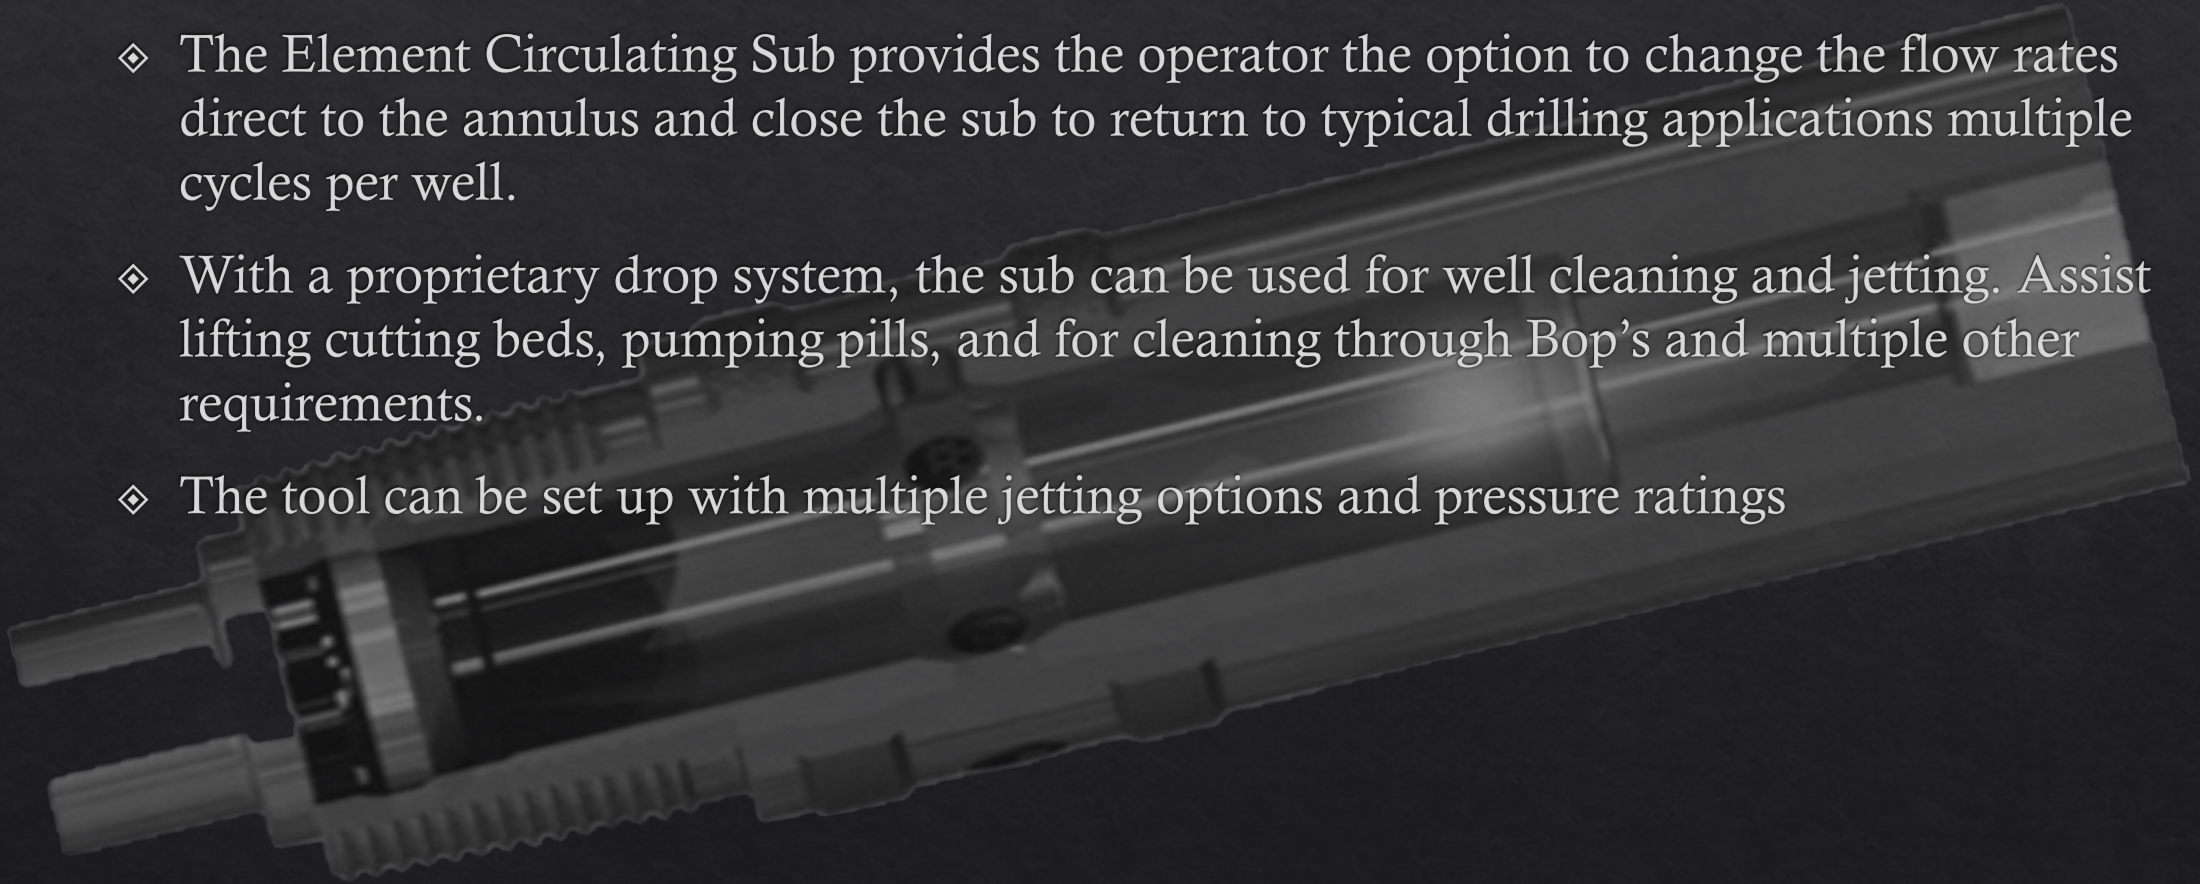 The Element Circulating Sub provides the operator the option to change the flow rates
direct to the annulus and close the sub to return to typical drilling applications multiple
cycles per well.
With a proprietary drop system, the sub can be used for well cleaning and jetting. Assist
lifting cutting beds, pumping pills, and for cleaning through Bop’s and multiple other
requirements.
The tool can be set up with multiple jetting options and pressure ratings